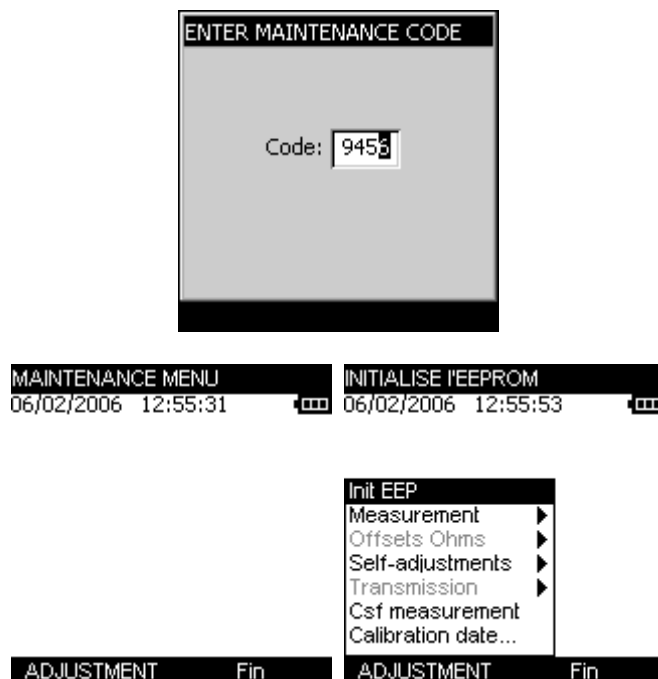 ENTER MAINTENANCE CODE
Code: 9456
MAINTENANCE MENU
06/02/2006 12:55:31
ADJUSTMENT Fin
INITIALISE l'EEPROM
06/02/2006 12:55:53
Init EEP
Measurement
Offsets Ohms
Self-adjustments
Transmission
Csf measurement
Calibration date...
ADJUSTMENT Fin